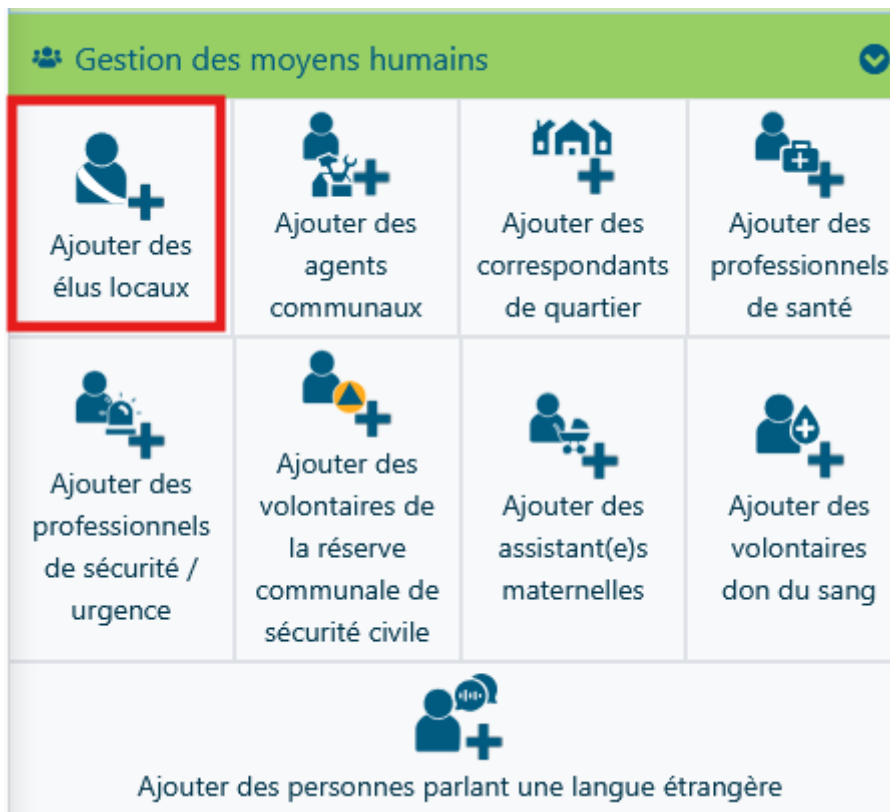 Gestion des moyens humains
Ajouter des
élus locaux
Ajouter des
agents
communaux
Ajouter des
correspondants
de quartier
Ajouter des
professionnels
de santé
Ajouter des
professionnels
de sécurité /
urgence
Ajouter des
volontaires de
la réserve
communale de
sécurité civile
Ajouter des
assistant(e)s
maternelles
Ajouter des
volontaires
don du sang
Ajouter des personnes parlant une langue étrangère